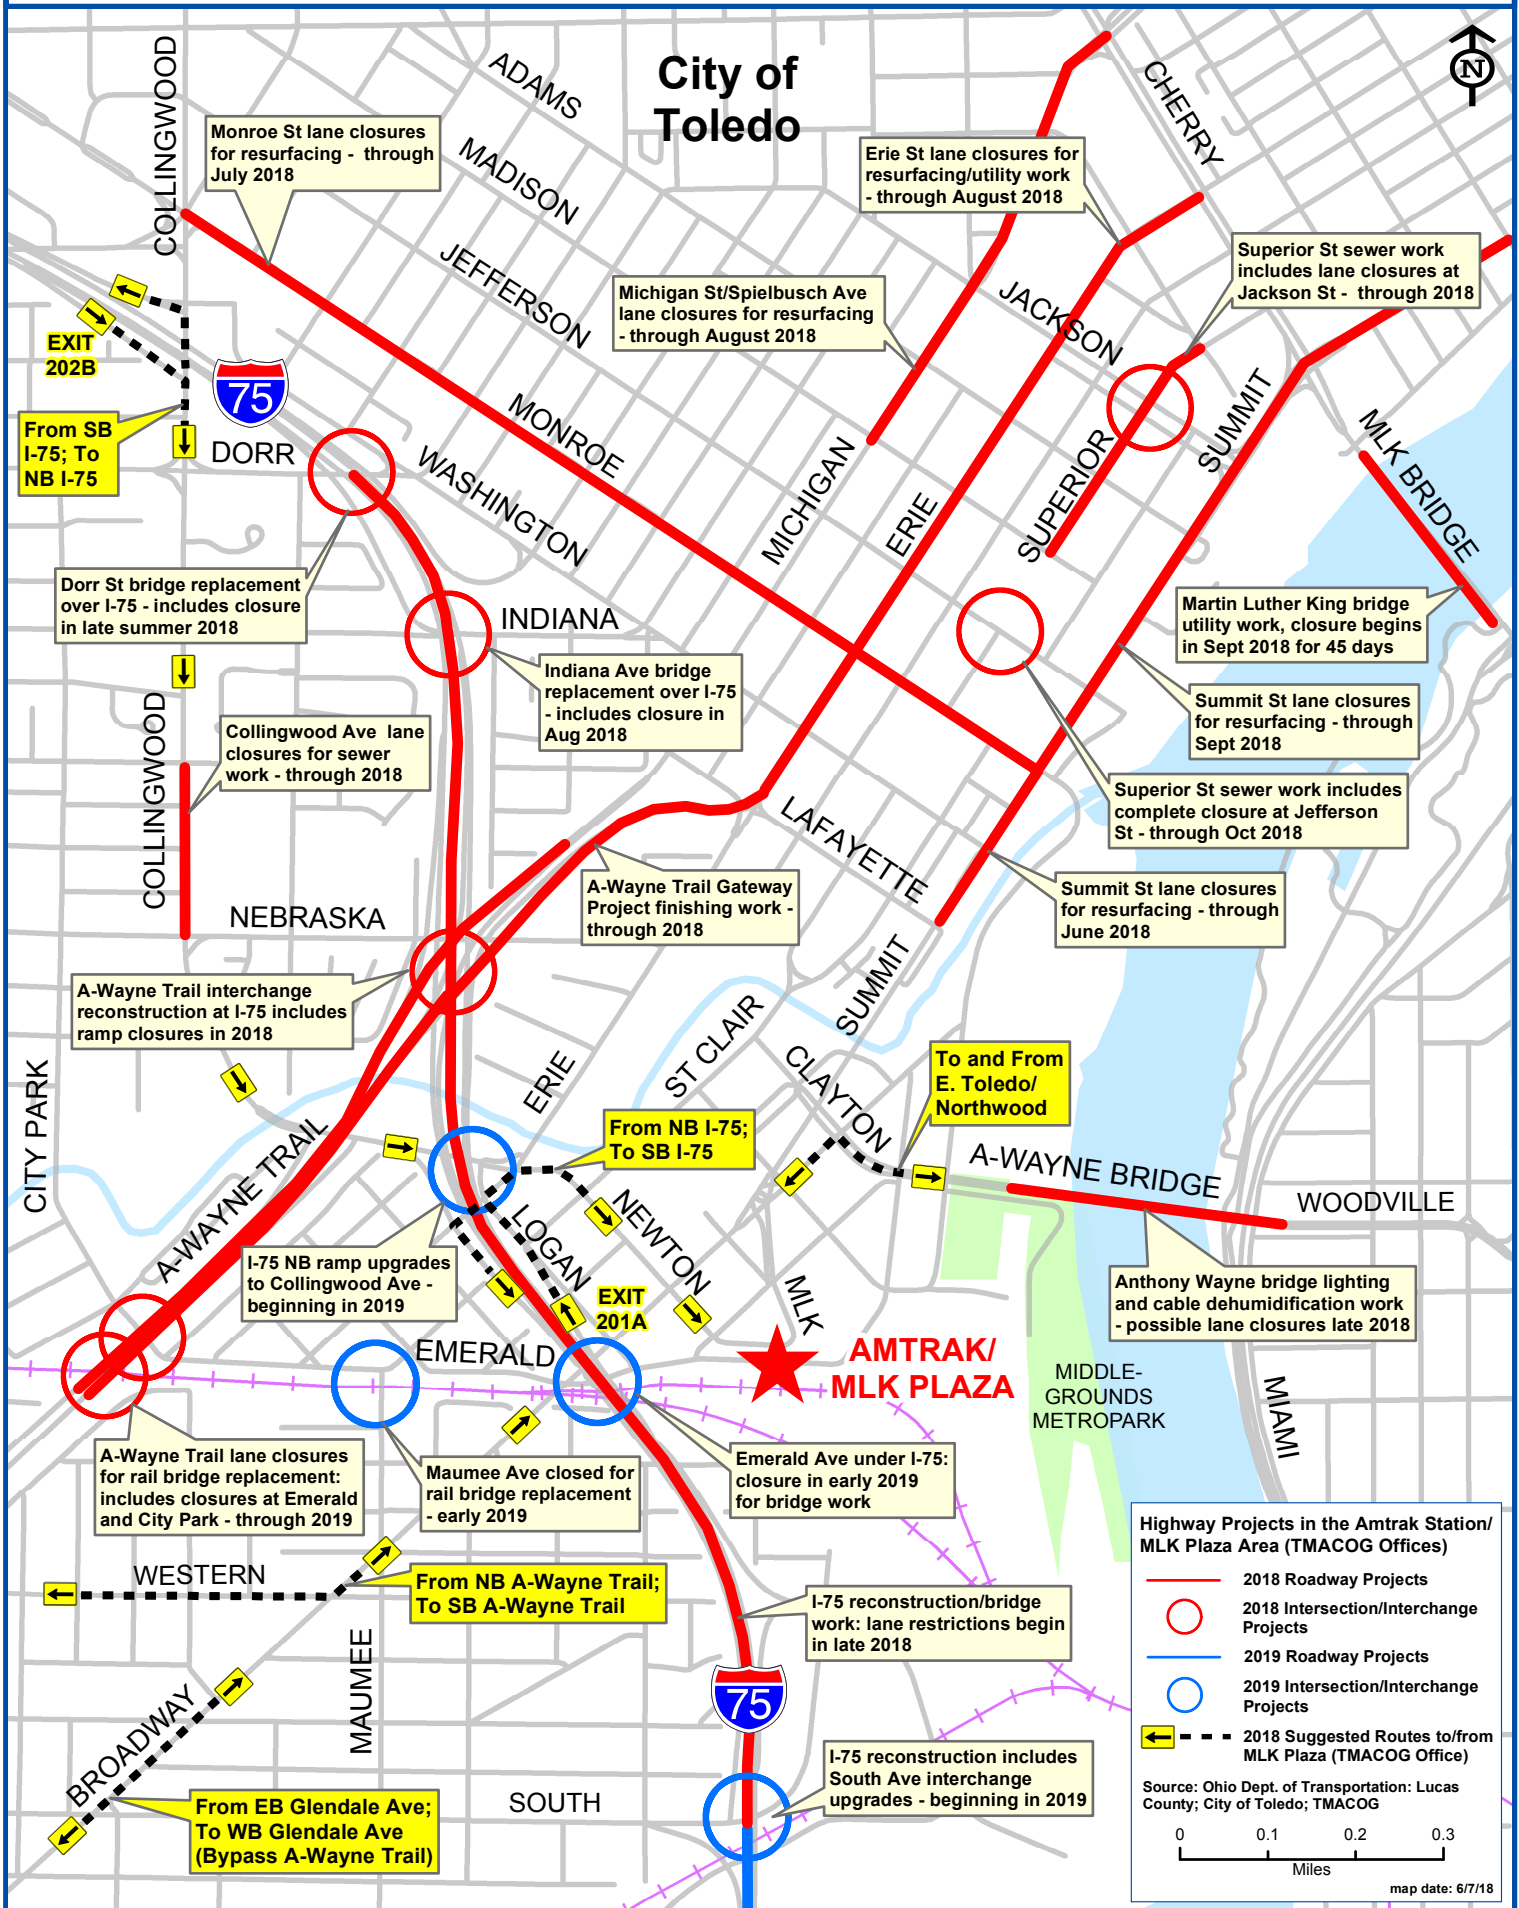 City of
Toledo
N
COLLINGWOOD
ADAMS
CHERRY
Monroe St lane closures
for resurfacing - through
July 2018
MADISON
Erie St lane closures for
resurfacing/utility work
- through August 2018
JEFFERSON
Superior St sewer work
includes lane closures at
Jackson St - through 2018
Michigan St/Spielbusch Ave
lane closures for resurfacing
- through August 2018
JACKSON
EXIT
202B
75
From SB
I-75; To
NB I-75
DORR
MONROE
WASHINGTON
MICHIGAN
ERIE
SUPERIOR
SUMMIT
MLK BRIDGE
Dorr St bridge replacement
over I-75 - includes closure
in late summer 2018
INDIANA
Martin Luther King bridge
utility work, closure begins
in Sept 2018 for 45 days
Indiana Ave bridge
replacement over I-75
- includes closure in
Aug 2018
Summit St lane closures
for resurfacing - through
Sept 2018
COLLINGWOOD
Collingwood Ave lane
closures for sewer
work - through 2018
Superior St sewer work includes
complete closure at Jefferson
St - through Oct 2018
LAFAYETTE
A-Wayne Trail Gateway
Project finishing work -
through 2018
Summit St lane closures
for resurfacing - through
June 2018
NEBRASKA
SUMMIT
A-Wayne Trail interchange
reconstruction at I-75 includes
ramp closures in 2018
ST CLAIR
CLAYTON
To and From
E. Toledo/
Northwood
CITY PARK
ERIE
A-WAYNE TRAIL
From NB I-75;
To SB I-75
A-WAYNE BRIDGE
WOODVILLE
NEWTON
LOGAN
I-75 NB ramp upgrades
to Collingwood Ave -
beginning in 2019
EXIT
201A
MLK
Anthony Wayne bridge lighting
and cable dehumidification work
- possible lane closures late 2018
EMERALD
AMTRAK/
MLK PLAZA
MIDDLE-
GROUNDS
METROPARK
MIAMI
A-Wayne Trail lane closures
for rail bridge replacement:
includes closures at Emerald
and City Park - through 2019
Maumee Ave closed for
rail bridge replacement
- early 2019
Emerald Ave under I-75:
closure in early 2019
for bridge work
WESTERN
From NB A-Wayne Trail;
To SB A-Wayne Trail
I-75 reconstruction/bridge
work: lane restrictions begin
in late 2018
MAUMEE
75
BROADWAY
I-75 reconstruction includes
South Ave interchange
upgrades - beginning in 2019
From EB Glendale Ave;
To WB Glendale Ave
(Bypass A-Wayne Trail)
SOUTH
Highway Projects in the Amtrak Station/
MLK Plaza Area (TMACOG Offices)
2018 Roadway Projects
2018 Intersection/Interchange
Projects
2019 Roadway Projects
2019 Intersection/Interchange
Projects
2018 Suggested Routes to/from
MLK Plaza (TMACOG Office)
Source: Ohio Dept. of Transportation: Lucas
County; City of Toledo; TMACOG
0 0.1 0.2 0.3
Miles
map date: 6/7/18